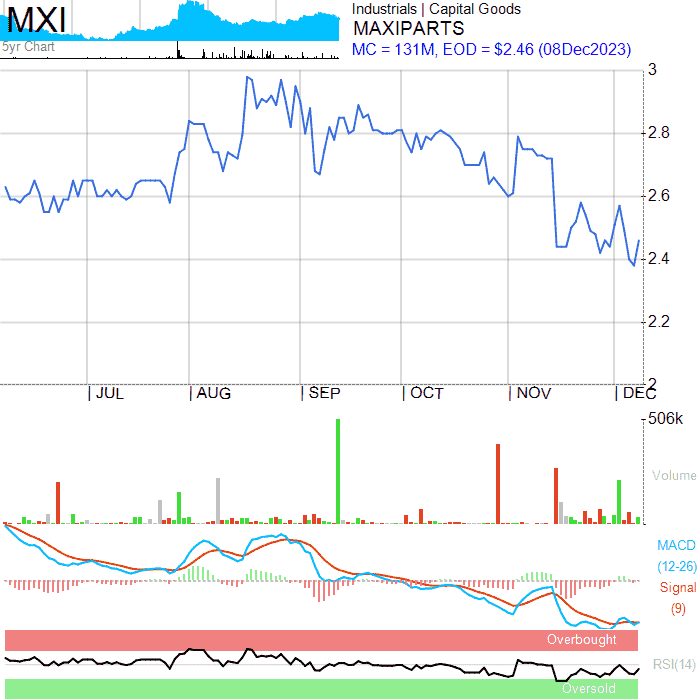 MXI
5yr Chart
Industrials | Capital Goods
MAXIPARTS
MC = 131M, EOD = $2.46 (08Dec2023)
3
2.8
2.6
2.4
2.2
2
JUL AUG SEP OCT NOV DEC
506k
Volume
MACD
(12-26)
Signal
(9)
Overbought
RSI(14)
Oversold